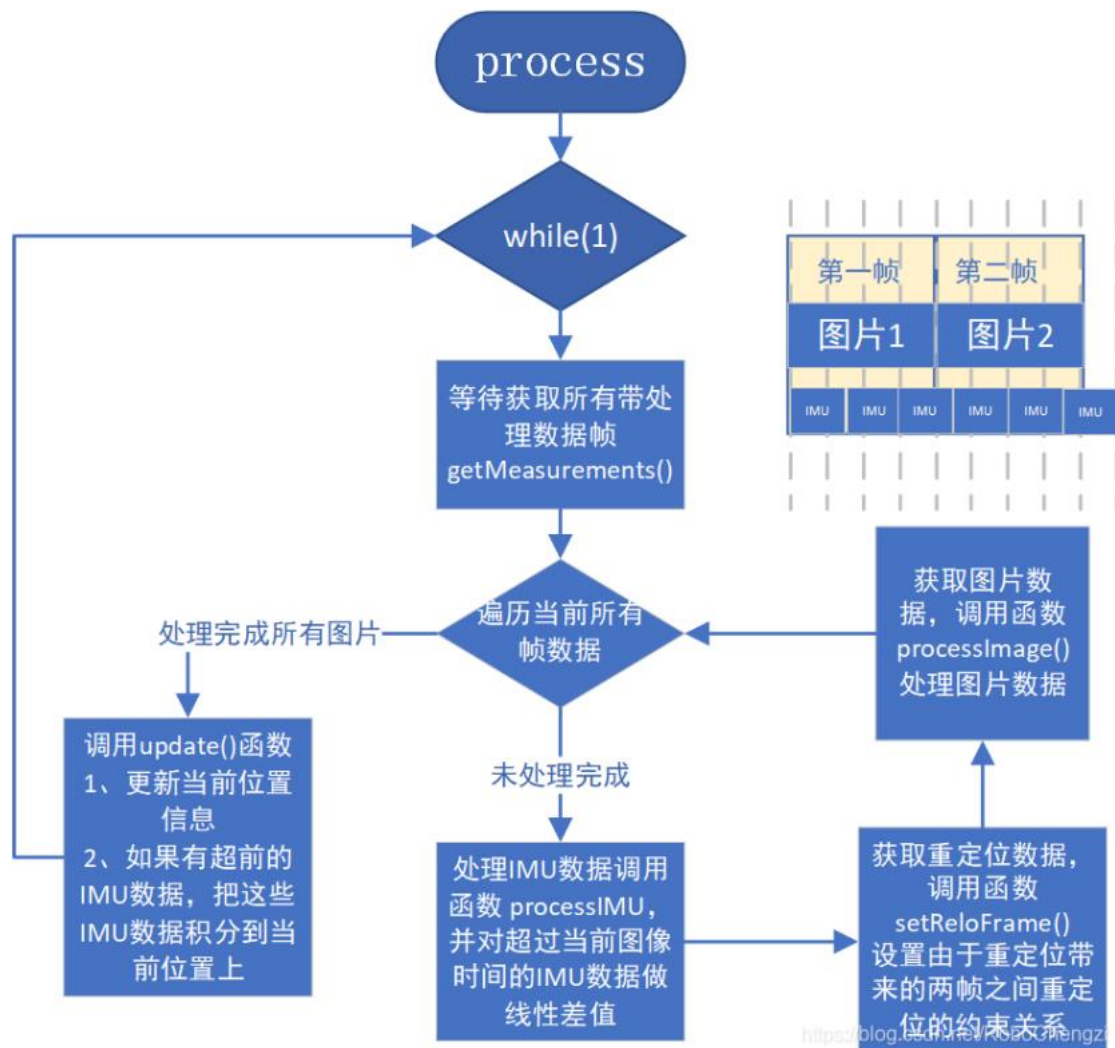 process
while(1)
第一帧
第二帧
图片1
图片2
IMU
IMU
IMU
IMU
IMU
IMU
等待获取所有带处
理数据帧
getMeasurements()
遍历当前所有
帧数据
处理完成所有图片
调用update()函数
1、更新当前位置
信息
2、如果有超前的
IMU数据，把这些
IMU数据积分到当
前位置上
未处理完成
处理IMU数据调用
函数 processIMU，
并对超过当前图像
时间的IMU数据做
线性差值
获取重定位数据，
调用函数
setReloFrame()
设置由于重定位带
来的两帧之间重定
位的约束关系
获取图片数
据，调用函数
processImage()
处理图片数据